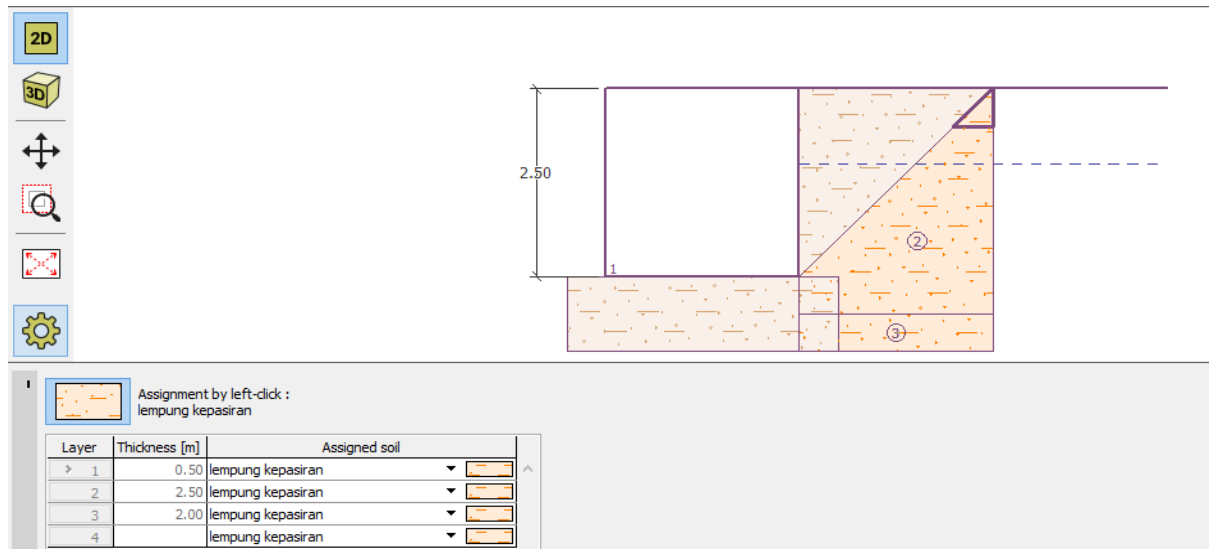 2D
3D
2.50
1
2
3
Assignment by left-click :
lempung kepasiran
Layer Thickness [m] Assigned soil
> 1 0.50 lempung kepasiran
2 2.50 lempung kepasiran
3 2.00 lempung kepasiran
4 lempung kepasiran